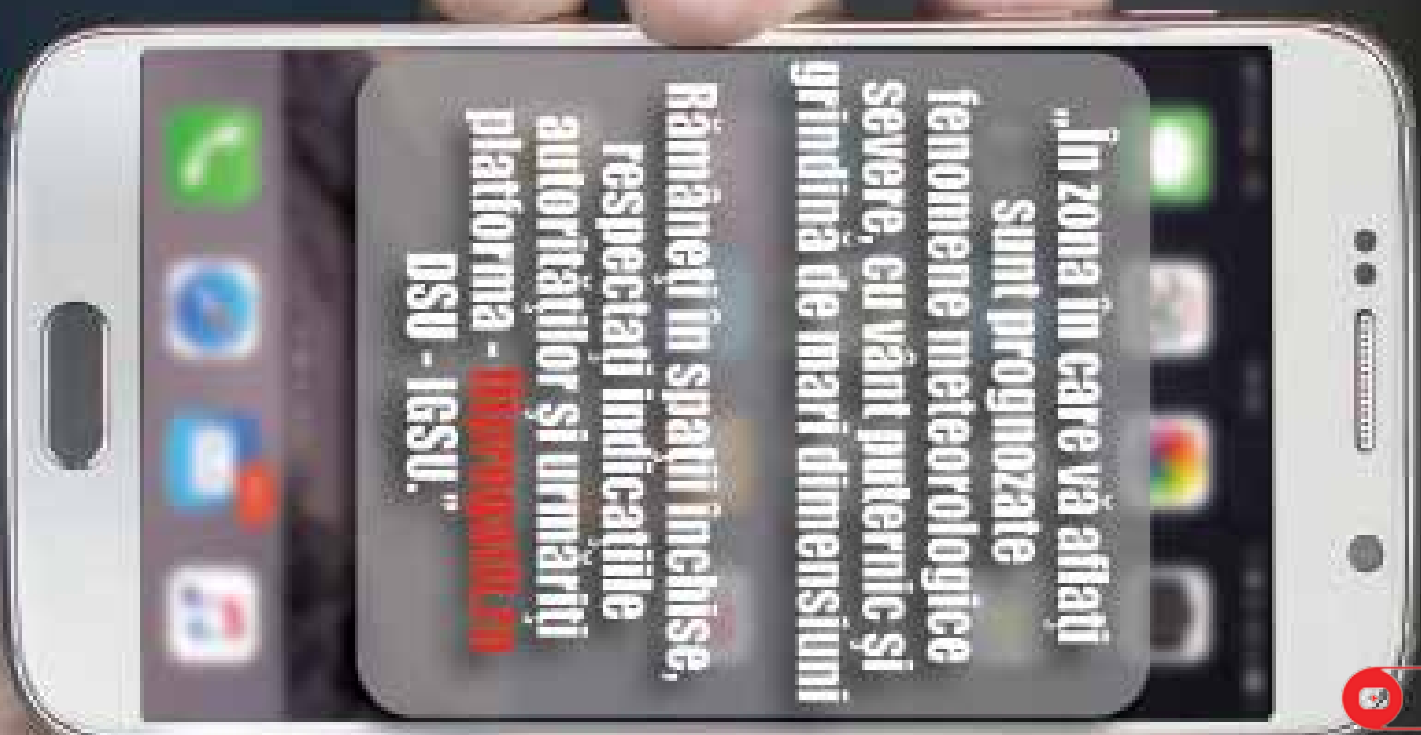 „În zona în care vă aflați
sunt prognozate
fenomene meteorologice
severe, cu vânt puternic și
grindină de mari dimensiuni
Rămâneți în spații închise,
respectați indicațiile
autorităților și urmăriți
platforma -
DSU - IGSU.”